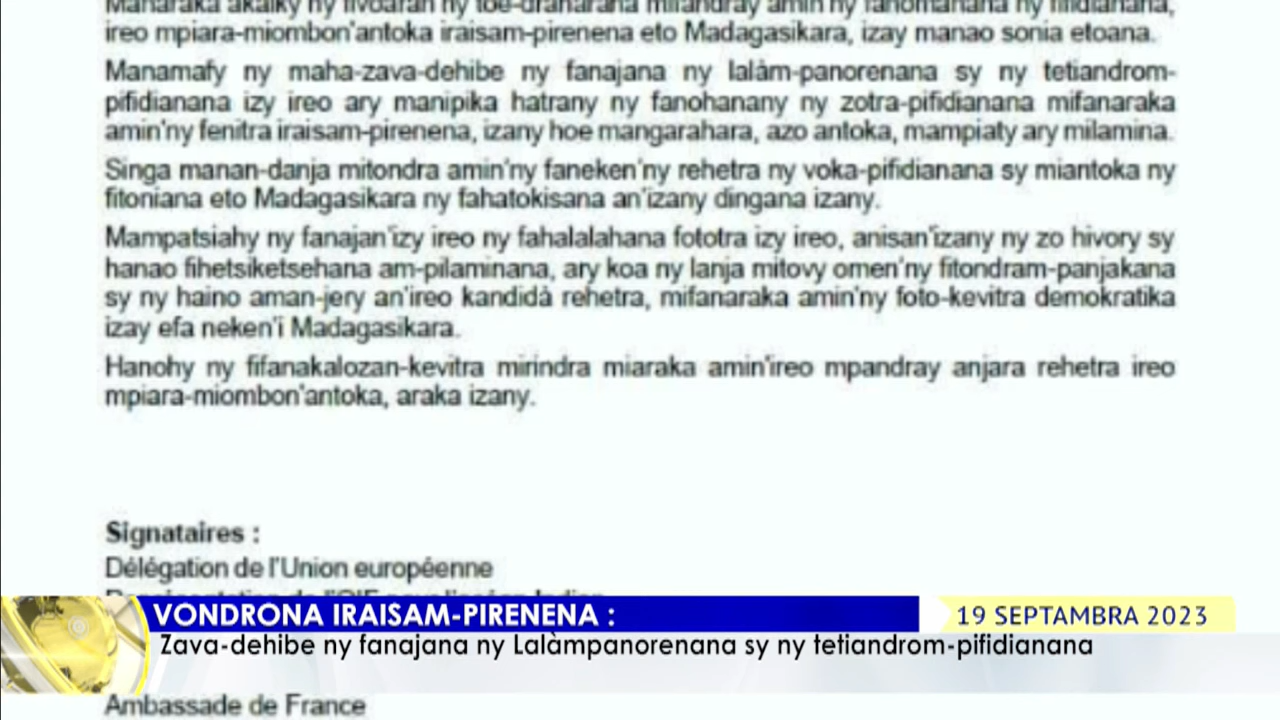 Manaraka akaiky ny fivoaran'ny toe-draharaha mifandray amin'ny fanomanana ny fifidianana,
ireo mpiara-miombon'antoka iraisam-pirenena eto Madagasikara, izay manao sonia etoana.
Manamafy ny maha-zava-dehibe ny fanajana ny lalàm-panorenana sy ny tetiandrom-
pifidianana izy ireo ary manipika hatrany ny fanohanany ny zotra-pifidianana mifanaraka
amin'ny fenitra iraisam-pirenena, izany hoe mangarahara, azo antoka, mampiaty ary milamina.
Singa manan-danja mitondra amin'ny faneken'ny rehetra ny voka-pifidianana sy miantoka ny
fitoniana eto Madagasikara ny fahatokisana an'izany dingana izany.
Mampatsiahy ny fanajan'izy ireo ny fahalalahana fototra izy ireo, anisan'izany ny zo hivory sy
hanao fihetsiketsehana am-pilaminana, ary koa ny lanja mitovy omen'ny fitondram-panjakana
sy ny haino aman-jery an'ireo kandidà rehetra, mifanaraka amin'ny foto-kevitra demokratika
izay efa neken'i Madagasikara.
Hanohy ny fifanakalozan-kevitra mirindra miaraka amin'ireo mpandray anjara rehetra ireo
mpiara-miombon'antoka, araka izany.
Signataires :
Délégation de l'Union européenne
VONDRONA IRAISAM-PIRENENA :
19 SEPTAMBRA 2023
Zava-dehibe ny fanajana ny Lalàmpanorenana sy ny tetiandrom-pifidianana
Ambassade de France